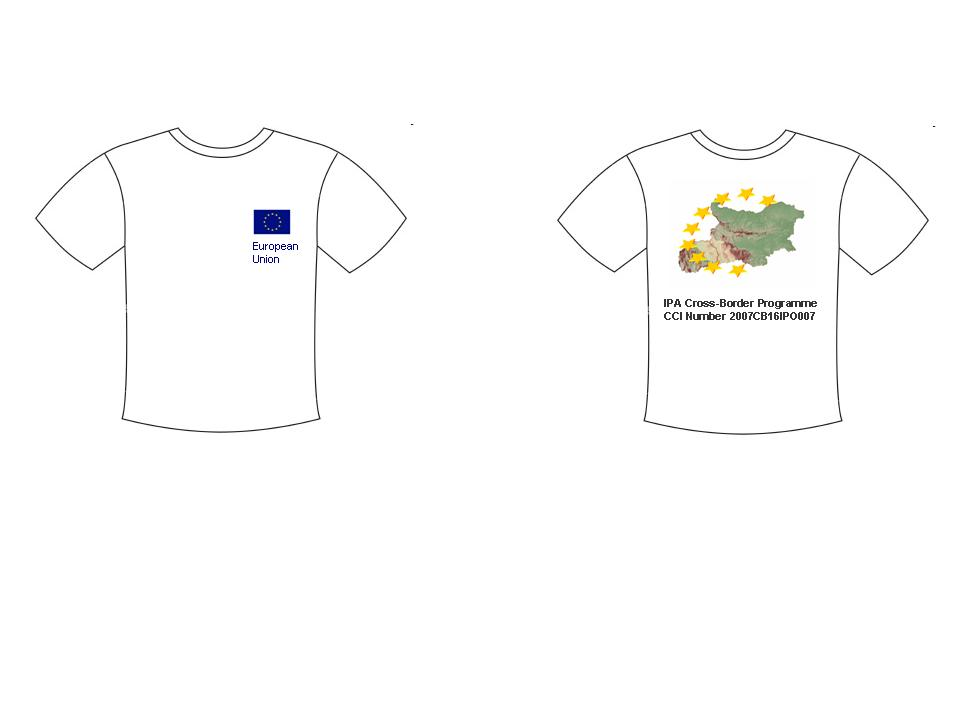 European
Union
IPA Cross-Border Programme
CCI Number 2007CB16IPO007